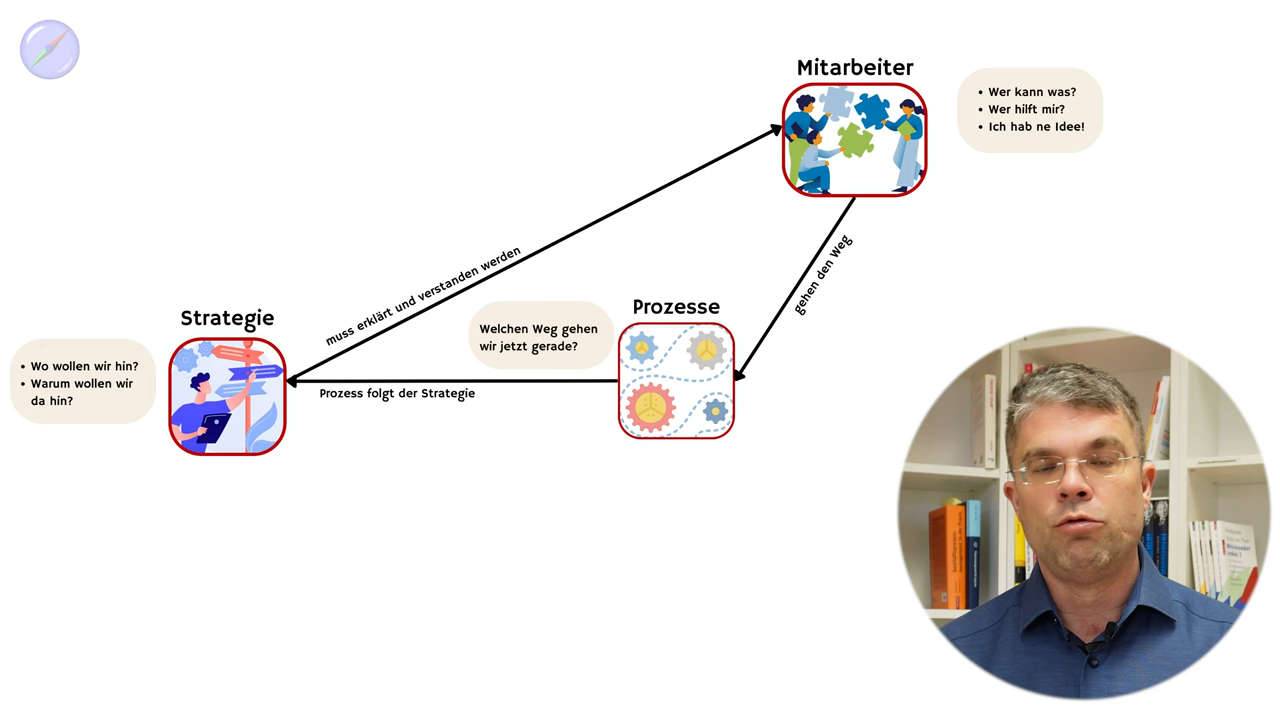 Mitarbeiter
• Wer kann was?
• Wer hilft mir?
• Ich hab ne Idee!
muss erklärt und verstanden werden
gehen den Weg
Strategie
• Wo wollen wir hin?
• Warum wollen wir
da hin?
Welchen Weg gehen
wir jetzt gerade?
Prozesse
Prozess folgt der Strategie